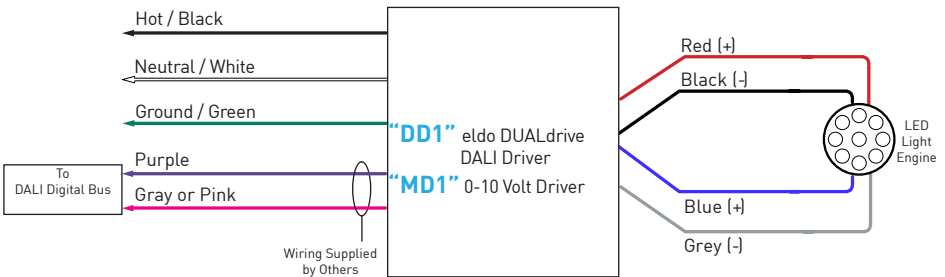 Hot / Black
Neutral / White
Ground / Green
Purple
Gray or Pink
To
DALI Digital Bus
Wiring Supplied
by Others
“DD1” eldo DUALdrive
DALI Driver
“MD1” 0-10 Volt Driver
Red (+)
Black (-)
Blue (+)
Grey (-)
LED
Light
Engine